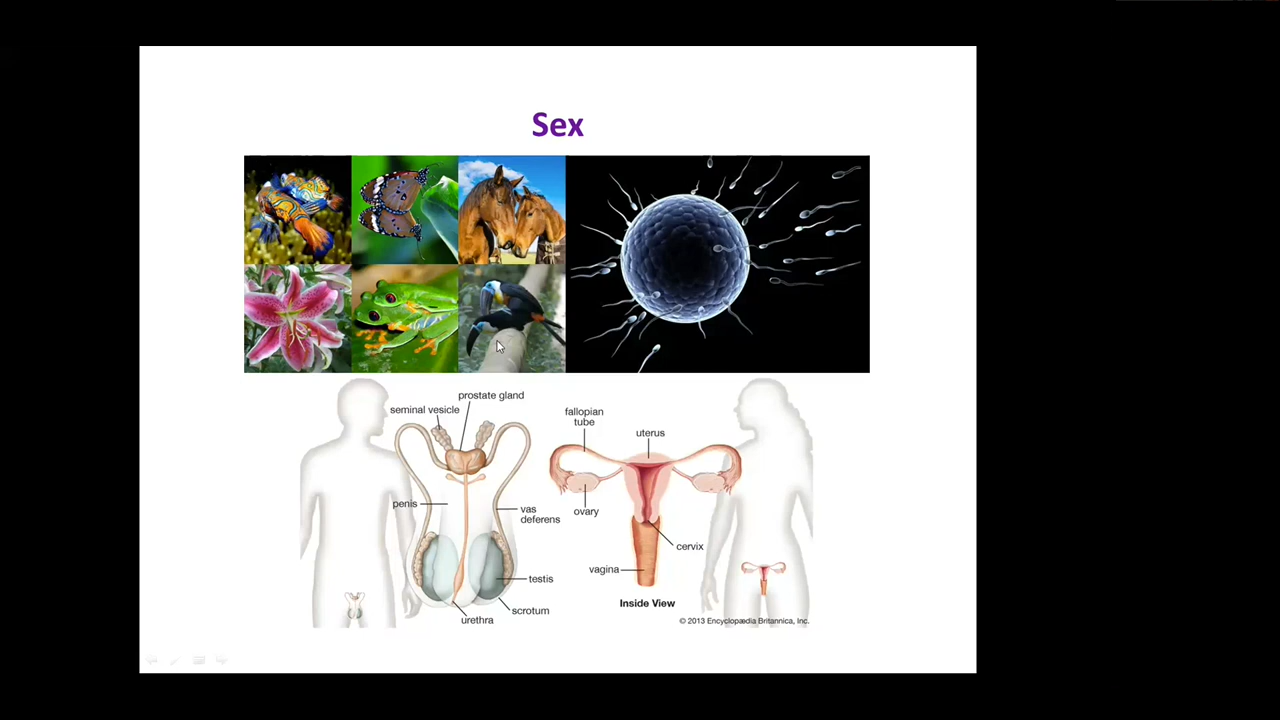 Sex
prostate gland
seminal vesicle
penis
vas
deferens
testis
scrotum
urethra
fallopian
tube
uterus
ovary
cervix
vagina
Inside View
© 2013 Encyclopædia Britannica, Inc.